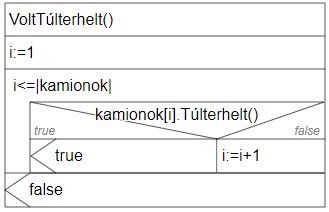 VoltTúlterhelt()
i:=1
i<=|kamionok|
kamionok[i].Túlterhelt()
true false
true i:=i+1
false